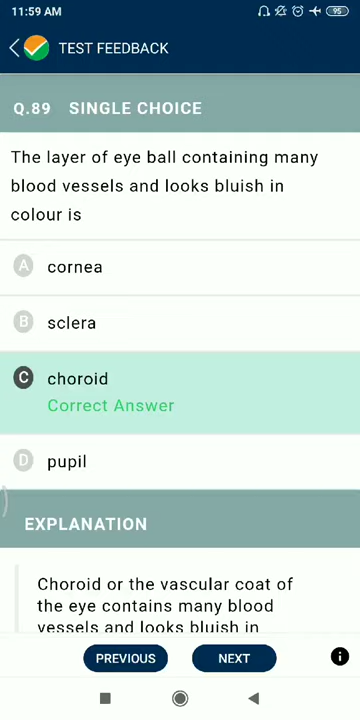 11:59 AM
95
TEST FEEDBACK
Q.89 SINGLE CHOICE
The layer of eye ball containing many
blood vessels and looks bluish in
colour is
A cornea
B sclera
C choroid
Correct Answer
D pupil
EXPLANATION
Choroid or the vascular coat of
the eye contains many blood
vessels and looks bluish in
PREVIOUS
NEXT